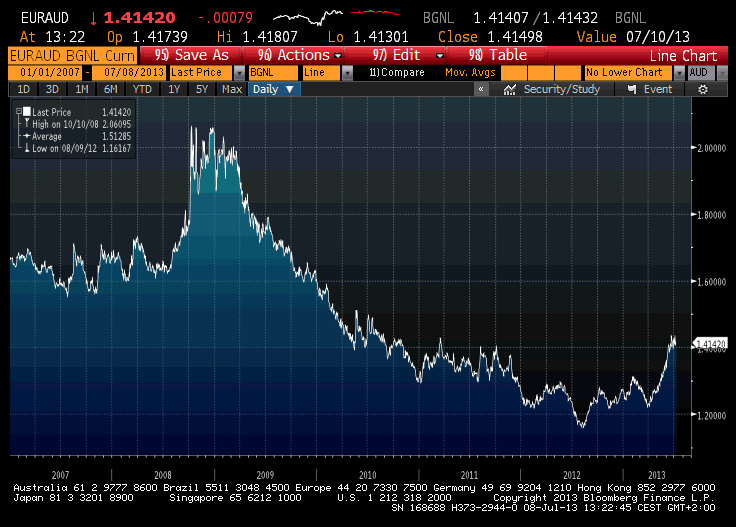 EURAUD ↓ 1.41420 -.00079 BGNL 1.41407 / 1.41432 BGNL
At 13:22 Op 1.41739 Hi 1.41807 Lo 1.41301 Close 1.41498 Value 07/10/13
EURAUD BGNL Curn 95) Save As 96) Actions 97) Edit 98) Table Line Chart
01/01/2007 - 07/08/2013 Last Price BGNL Line 11)Compare Mov. Avgs No Lower Chart AUD
1D 3D 1M 6M YTD 1Y 5Y Max Daily ▼ « Security/Study Event
Last Price 1.41420
High on 10/10/08 2.06095
Average 1.51285
Low on 08/09/12 1.16167
2.00000
1.80000
1.60000
1.41420
1.40000
1.20000
2007 2008 2009 2010 2011 2012 2013
Australia 61 2 9777 8600 Brazil 5511 3048 4500 Europe 44 20 7330 7500 Germany 49 69 9204 1210 Hong Kong 852 2977 6000
Japan 81 3 3201 8900 Singapore 65 6212 1000 U.S. 1 212 318 2000 Copyright 2013 Bloomberg Finance L.P.
SN 168688 H373-2944-0 08-Jul-13 13:22:45 CEST GMT+2:00